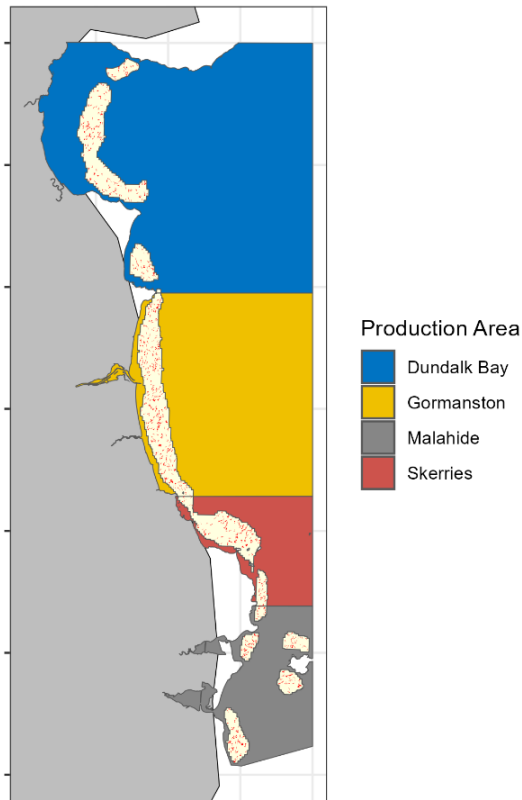 Production Area
Dundalk Bay
Gormanston
Malahide
Skerries